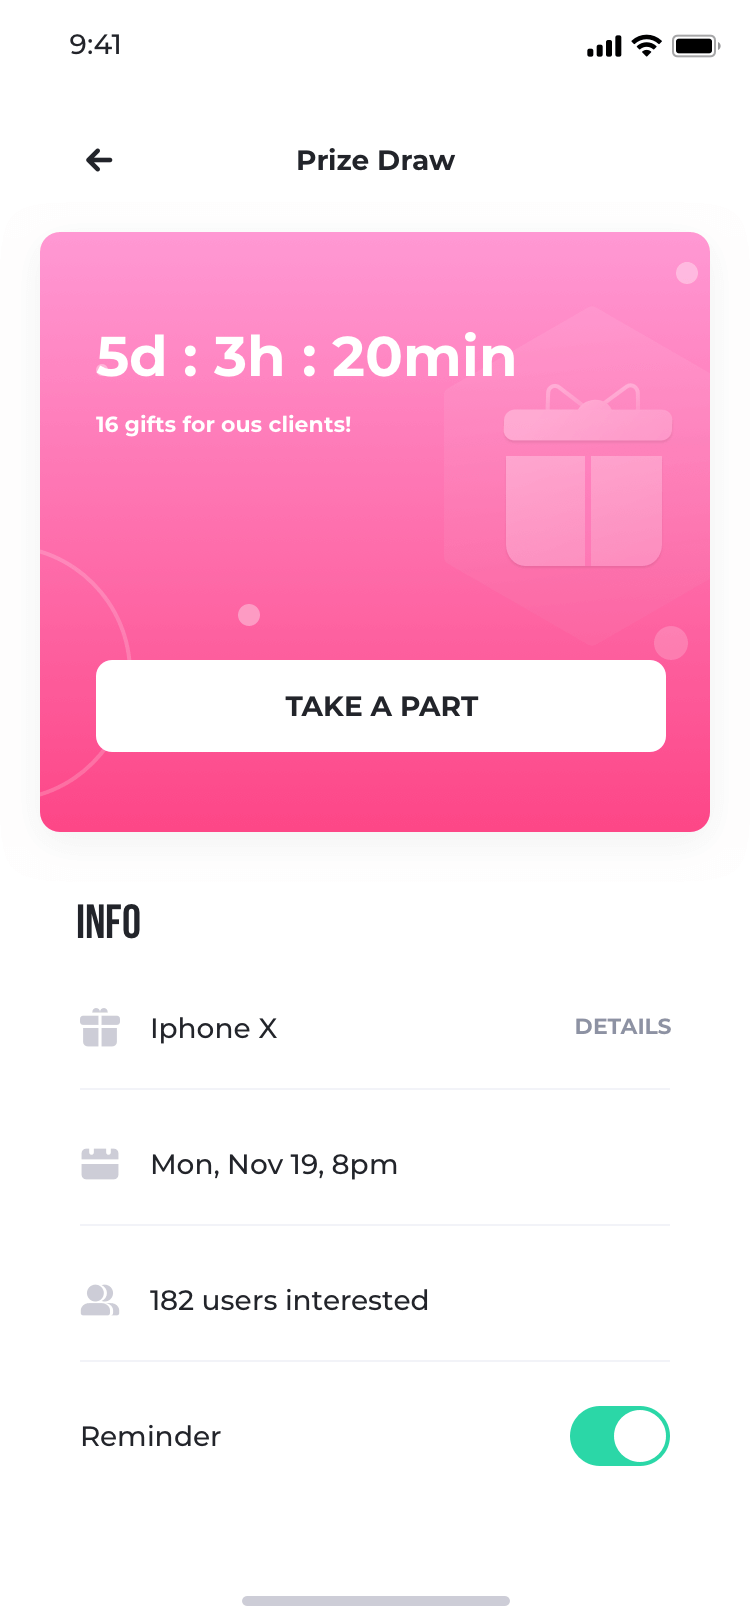 9:41
Prize Draw
5d : 3h : 20min
16 gifts for ous clients!
TAKE A PART
INFO
Iphone X
DETAILS
Mon, Nov 19, 8pm
182 users interested
Reminder